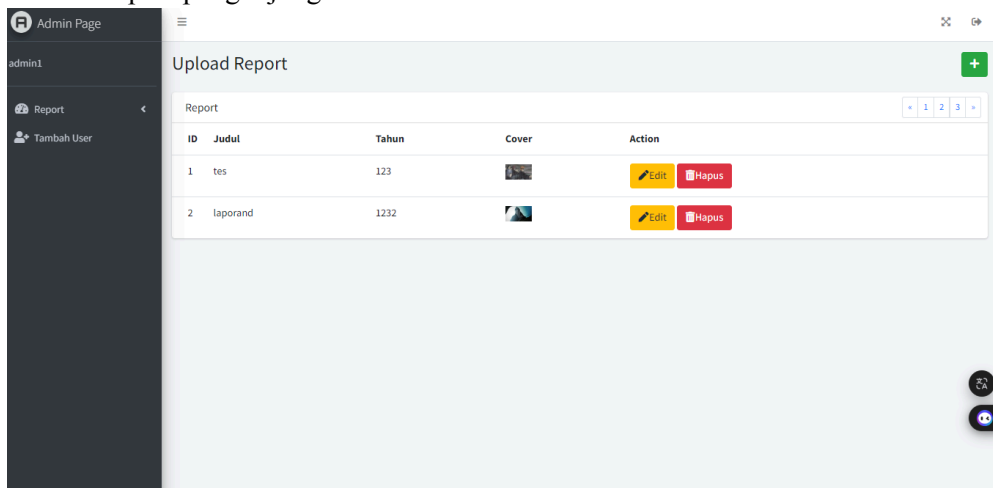 Admin Page
admin1
Report
Tambah User
Upload Report
+
Report
« 1 2 3 »
ID Judul Tahun Cover Action
1 tes 123 Edit Hapus
2 laporand 1232 Edit Hapus